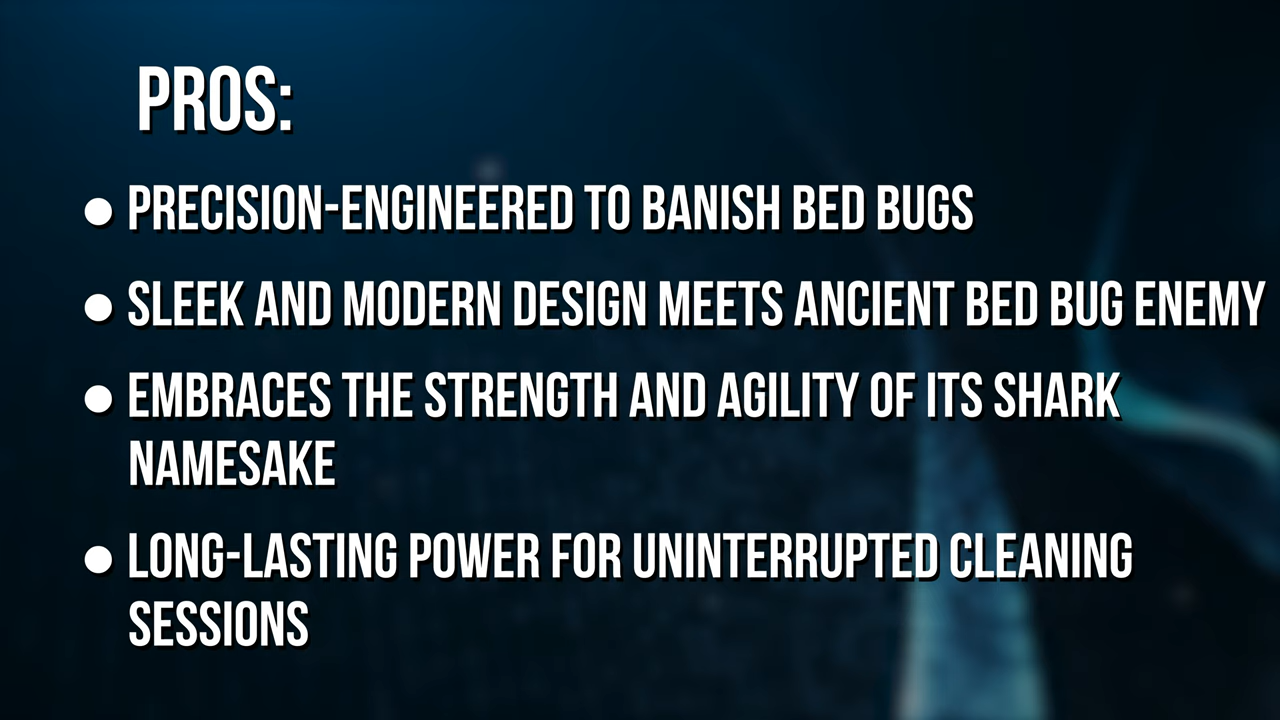 PROS:
● PRECISION-ENGINEERED TO BANISH BED BUGS
● SLEEK AND MODERN DESIGN MEETS ANCIENT BED BUG ENEMY
● EMBRACES THE STRENGTH AND AGILITY OF ITS SHARK
NAMESAKE
● LONG-LASTING POWER FOR UNINTERRUPTED CLEANING
SESSIONS